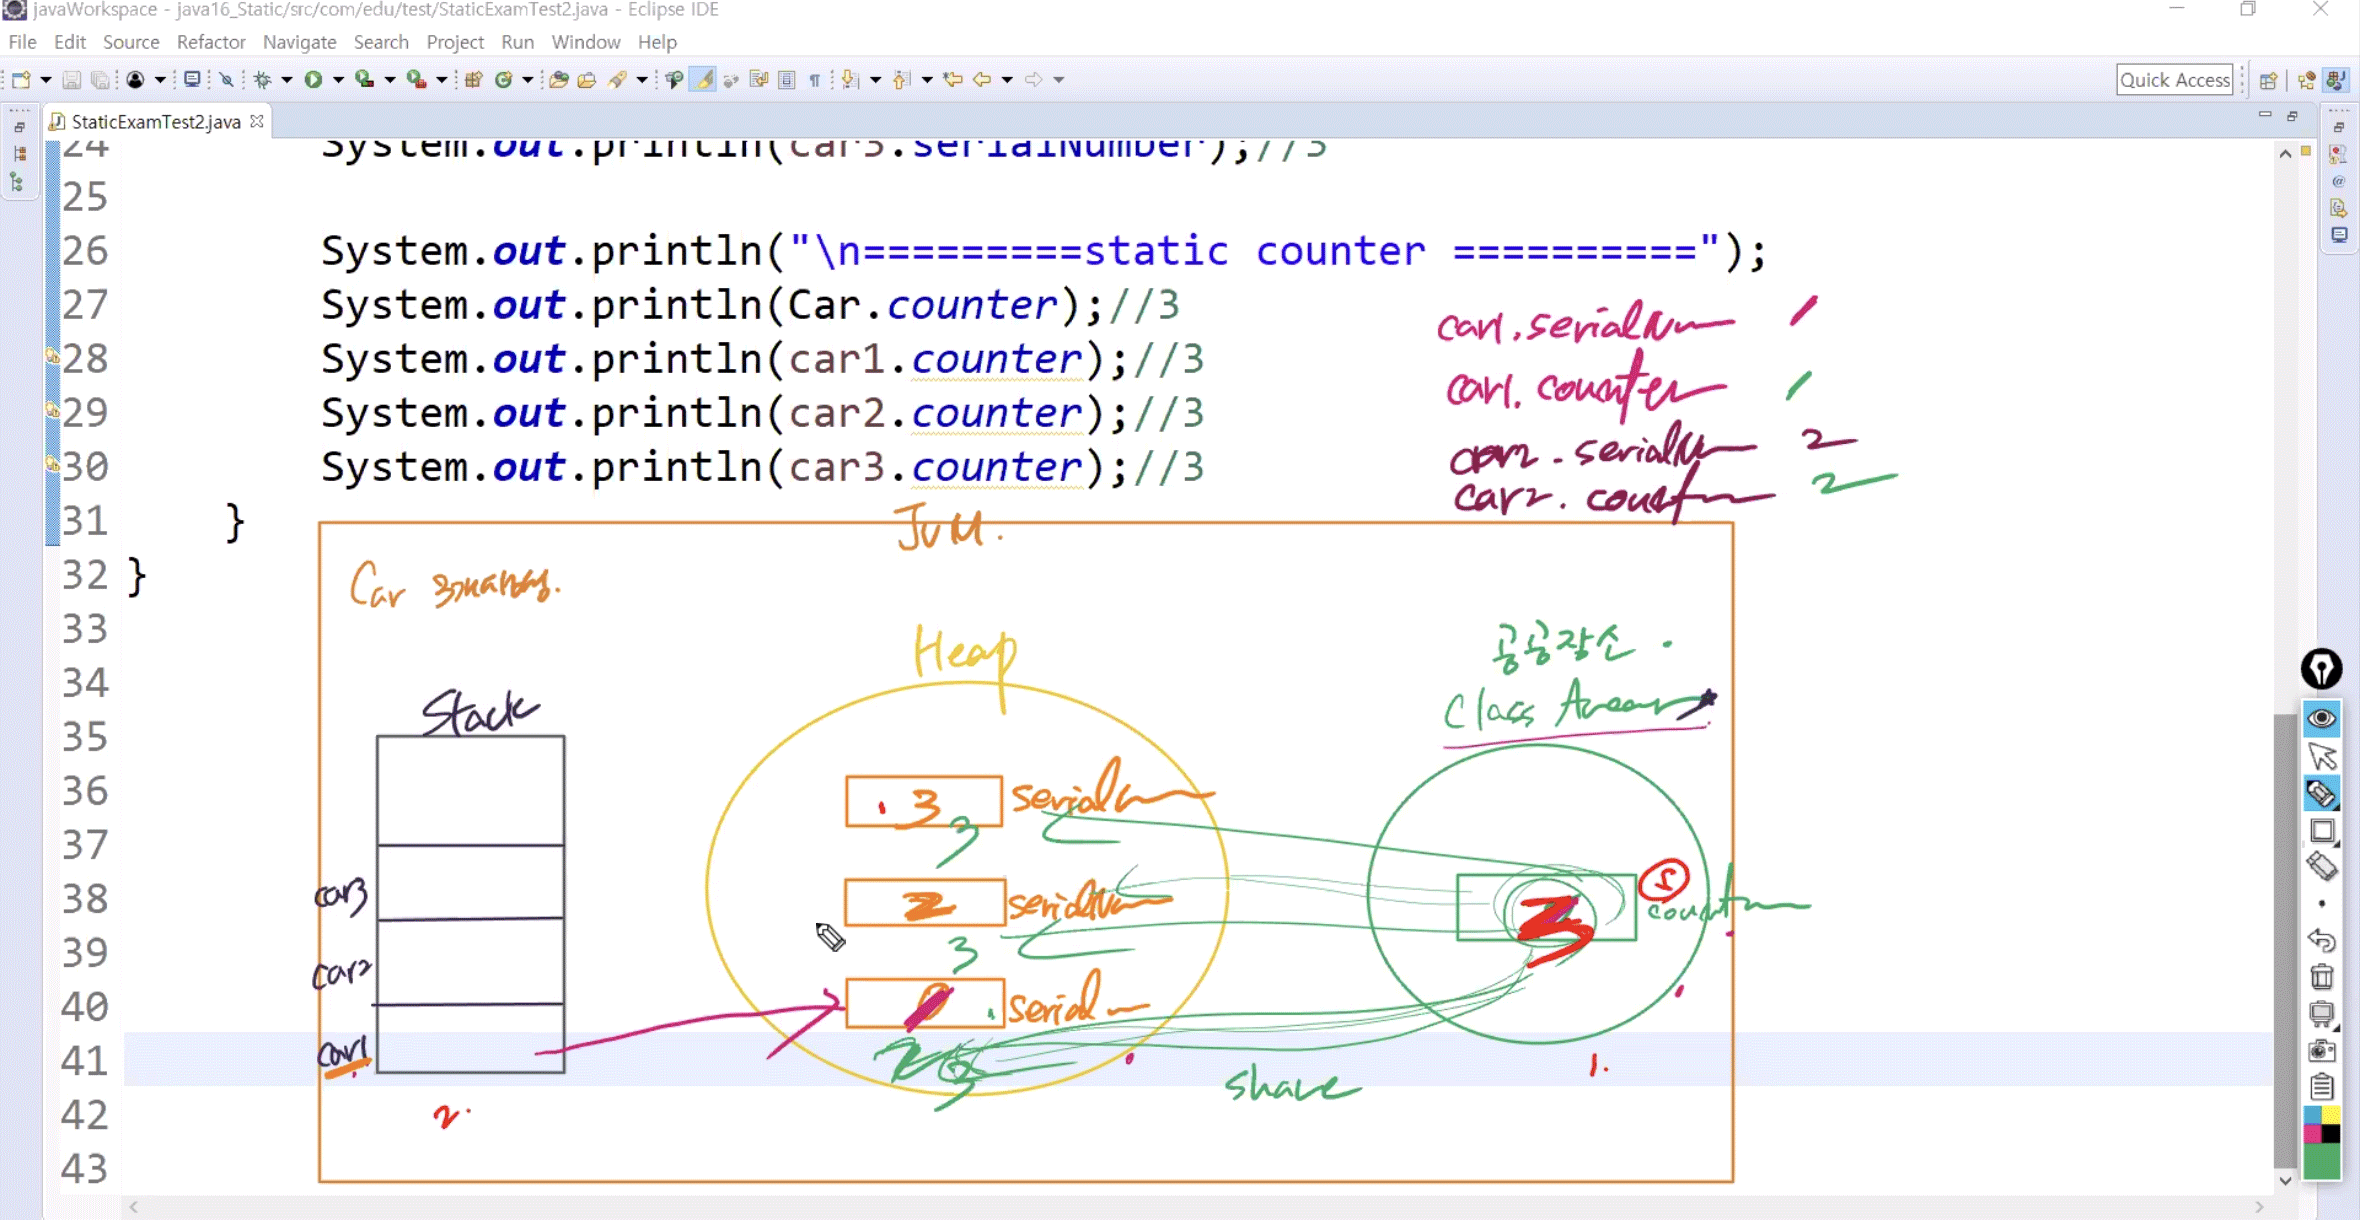 javaWorkspace - java16_Static/src/com/edu/test/StaticExamTest2.java - Eclipse IDE
File Edit Source Refactor Navigate Search Project Run Window Help
Quick Access
StaticExamTest2.java
24 System.out.println(car3.serialNumber);//3
25
26 System.out.println("\n=========static counter ==========");
27 System.out.println(Car.counter);//3
28 System.out.println(car1.counter);//3
29 System.out.println(car2.counter);//3
30 System.out.println(car3.counter);//3
31 }
32 }
33
34
35
36
37
38
39
40
41
42
43
car1.serialNum 1
car1.counter 1
car2.serialNum 2
car2.counter 2
JVM.
Car
Heap
공공장소.
Class Area
Stack
3 serialNum
3
car3
2 serialNum
3 s counter
3
car2
serial
car1
2 3
share
1.
2.